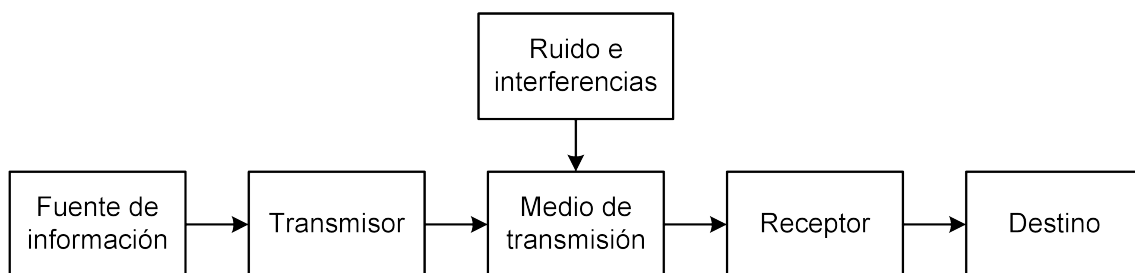 Ruido e
interferencias
Fuente de
información
Transmisor
Medio de
transmisión
Receptor
Destino